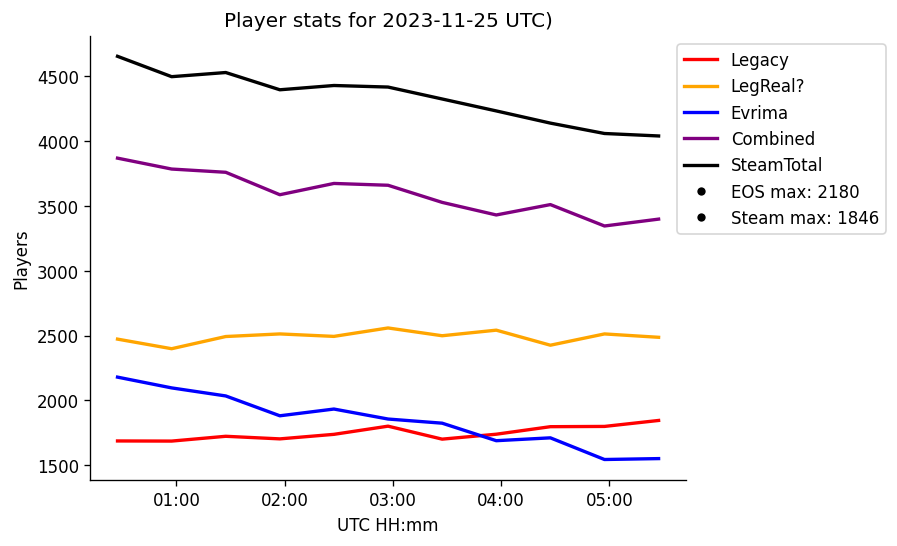 Player stats for 2023-11-25 UTC)
Players
4500
4000
3500
3000
2500
2000
1500
01:00 02:00 03:00 04:00 05:00
UTC HH:mm
Legacy
LegReal?
Evrima
Combined
SteamTotal
EOS max: 2180
Steam max: 1846